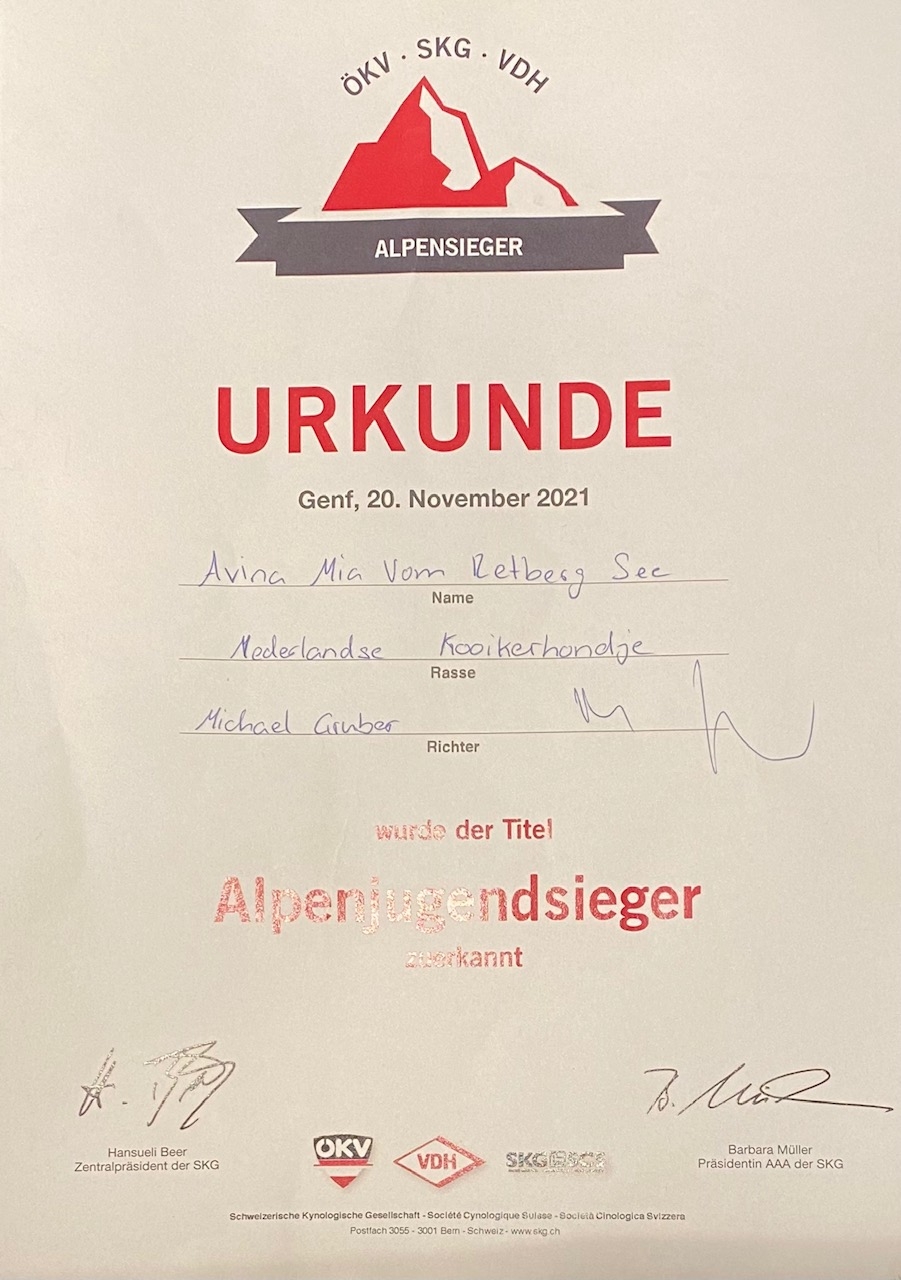 ÖKV · SKG · VDH
ALPENSIEGER
URKUNDE
Genf, 20. November 2021
Avina Mia Vom Retberg See
Name
Nederlandse Kooikerhondje
Rasse
Michael Gruber
Richter
wurde der Titel
Alpenjugendsieger
zuerkannt
H.
B. Müller
Hansueli Beer
Zentralpräsident der SKG
ÖKV
VDH
SKG
Barbara Müller
Präsidentin AAA der SKG
Schweizerische Kynologische Gesellschaft - Société Cynologique Suisse - Società Cinologica Svizzera
Postfach 3055 - 3001 Bern - Schweiz - www.skg.ch